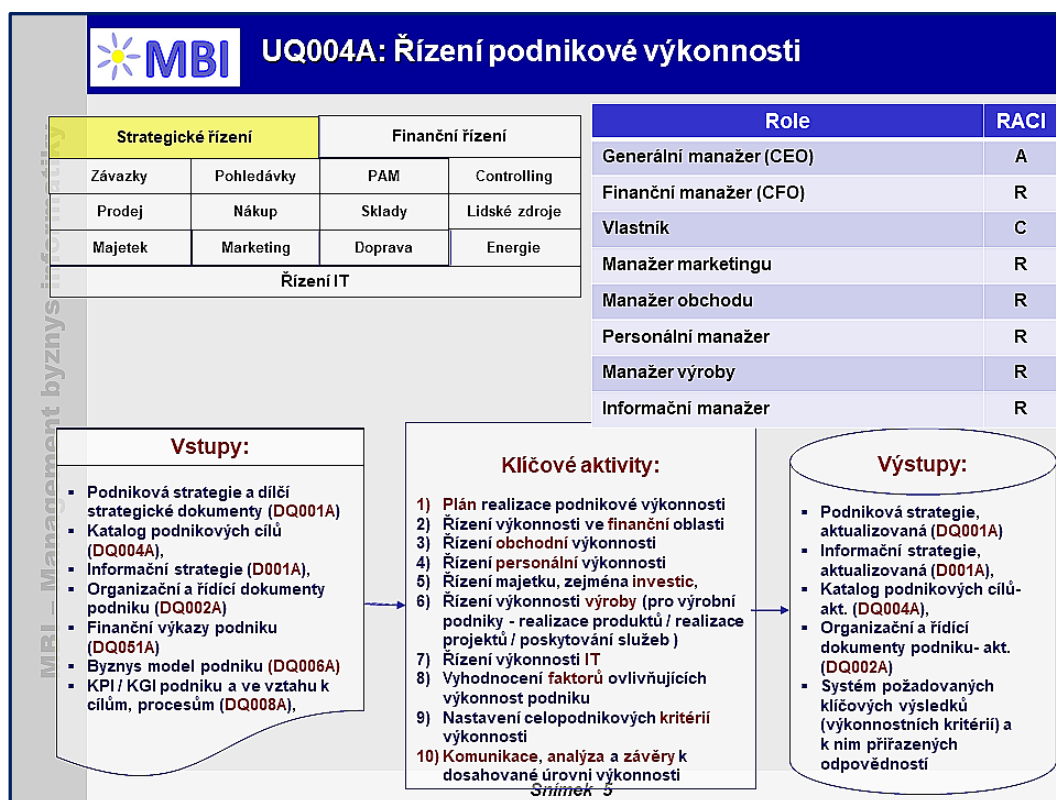 MBI
UQ004A: Řízení podnikové výkonnosti
MBI – Management byznys informatiky
Strategické řízení Finanční řízení
Závazky Pohledávky PAM Controlling
Prodej Nákup Sklady Lidské zdroje
Majetek Marketing Doprava Energie
Řízení IT
Role RACI
Generální manažer (CEO) A
Finanční manažer (CFO) R
Vlastník C
Manažer marketingu R
Manažer obchodu R
Personální manažer R
Manažer výroby R
Informační manažer R
Vstupy:
▪ Podniková strategie a dílčí
strategické dokumenty (DQ001A)
▪ Katalog podnikových cílů
(DQ004A),
▪ Informační strategie (D001A),
▪ Organizační a řídící dokumenty
podniku (DQ002A)
▪ Finanční výkazy podniku
(DQ051A)
▪ Byznys model podniku (DQ006A)
▪ KPI / KGI podniku a ve vztahu k
cílům, procesům (DQ008A),
Klíčové aktivity:
1) Plán realizace podnikové výkonnosti
2) Řízení výkonnosti ve finanční oblasti
3) Řízení obchodní výkonnosti
4) Řízení personální výkonnosti
5) Řízení majetku, zejména investic,
6) Řízení výkonnosti výroby (pro výrobní
podniky - realizace produktů / realizace
projektů / poskytování služeb )
7) Řízení výkonnosti IT
8) Vyhodnocení faktorů ovlivňujících
výkonnost podniku
9) Nastavení celopodnikových kritérií
výkonnosti
10) Komunikace, analýza a závěry k
dosahované úrovni výkonnosti
Výstupy:
▪ Podniková strategie,
aktualizovaná (DQ001A)
▪ Informační strategie,
aktualizovaná (D001A),
▪ Katalog podnikových cílů-
akt. (DQ004A),
▪ Organizační a řídící
dokumenty podniku- akt.
(DQ002A)
▪ Systém požadovaných
klíčových výsledků
(výkonnostních kritérií) a
k nim přiřazených
odpovědností
Snímek 5